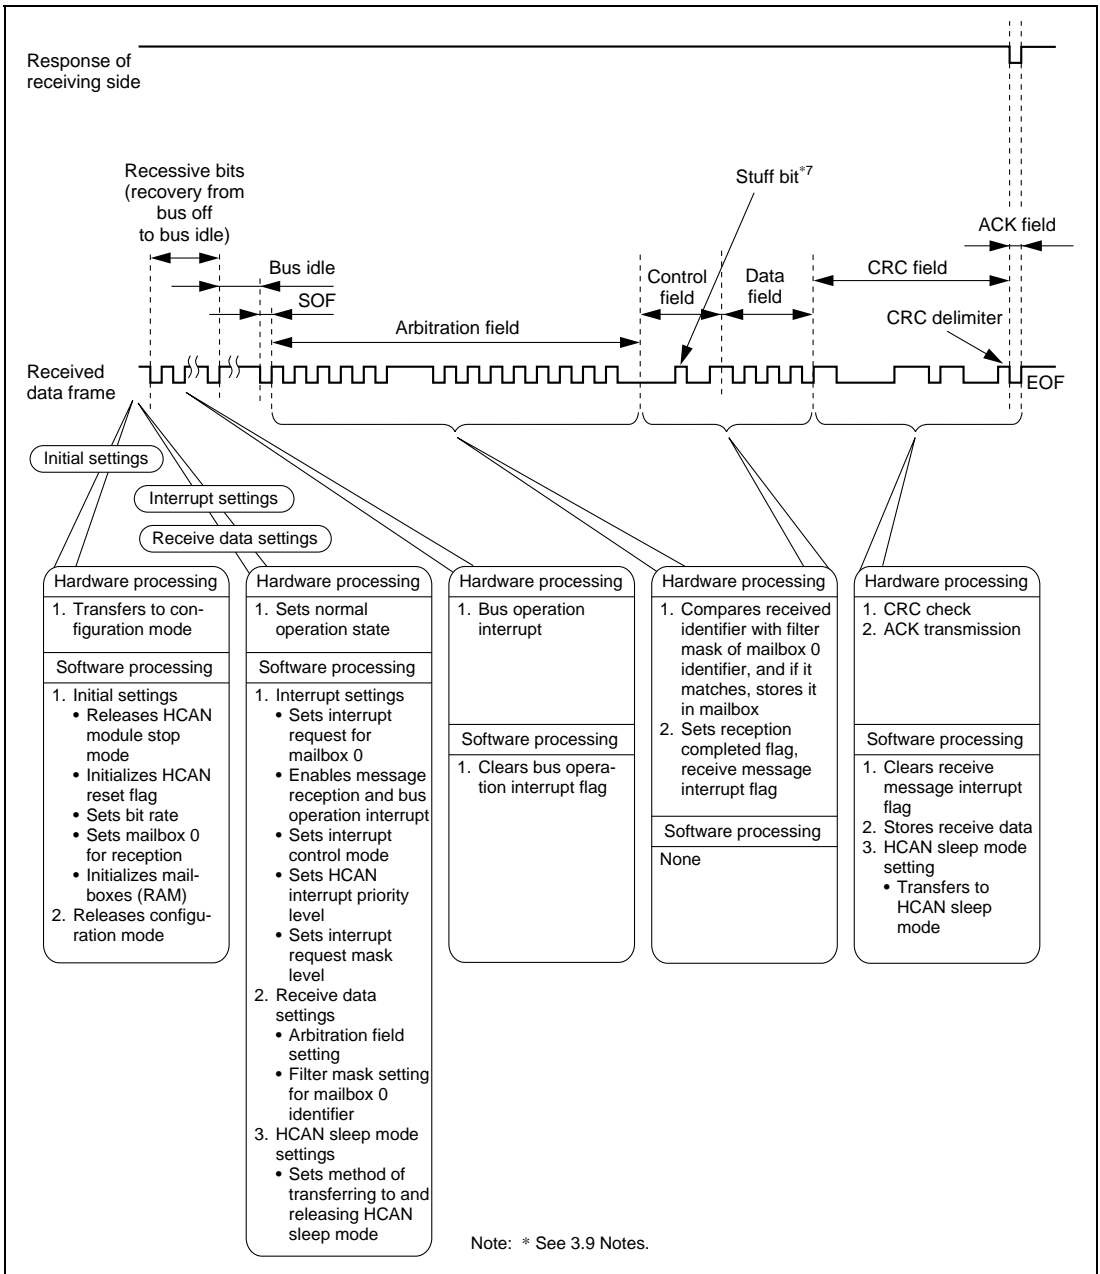 Response of
receiving side
Recessive bits
(recovery from
bus off
to bus idle)
Stuff bit*7
ACK field
Bus idle
SOF
Control
field
Data
field
CRC field
Arbitration field
CRC delimiter
Received
data frame
EOF
Initial settings
Interrupt settings
Receive data settings
Hardware processing
1. Transfers to con-
figuration mode
Software processing
1. Initial settings
• Releases HCAN
module stop
mode
• Initializes HCAN
reset flag
• Sets bit rate
• Sets mailbox 0
for reception
• Initializes mail-
boxes (RAM)
2. Releases configu-
ration mode
Hardware processing
1. Sets normal
operation state
Software processing
1. Interrupt settings
• Sets interrupt
request for
mailbox 0
• Enables message
reception and bus
operation interrupt
• Sets interrupt
control mode
• Sets HCAN
interrupt priority
level
• Sets interrupt
request mask
level
2. Receive data
settings
• Arbitration field
setting
• Filter mask setting
for mailbox 0
identifier
3. HCAN sleep mode
settings
• Sets method of
transferring to and
releasing HCAN
sleep mode
Hardware processing
1. Bus operation
interrupt
Software processing
1. Clears bus opera-
tion interrupt flag
Hardware processing
1. Compares received
identifier with filter
mask of mailbox 0
identifier, and if it
matches, stores it
in mailbox
2. Sets reception
completed flag,
receive message
interrupt flag
Software processing
None
Hardware processing
1. CRC check
2. ACK transmission
Software processing
1. Clears receive
message interrupt
flag
2. Stores receive data
3. HCAN sleep mode
setting
• Transfers to
HCAN sleep
mode
Note: * See 3.9 Notes.